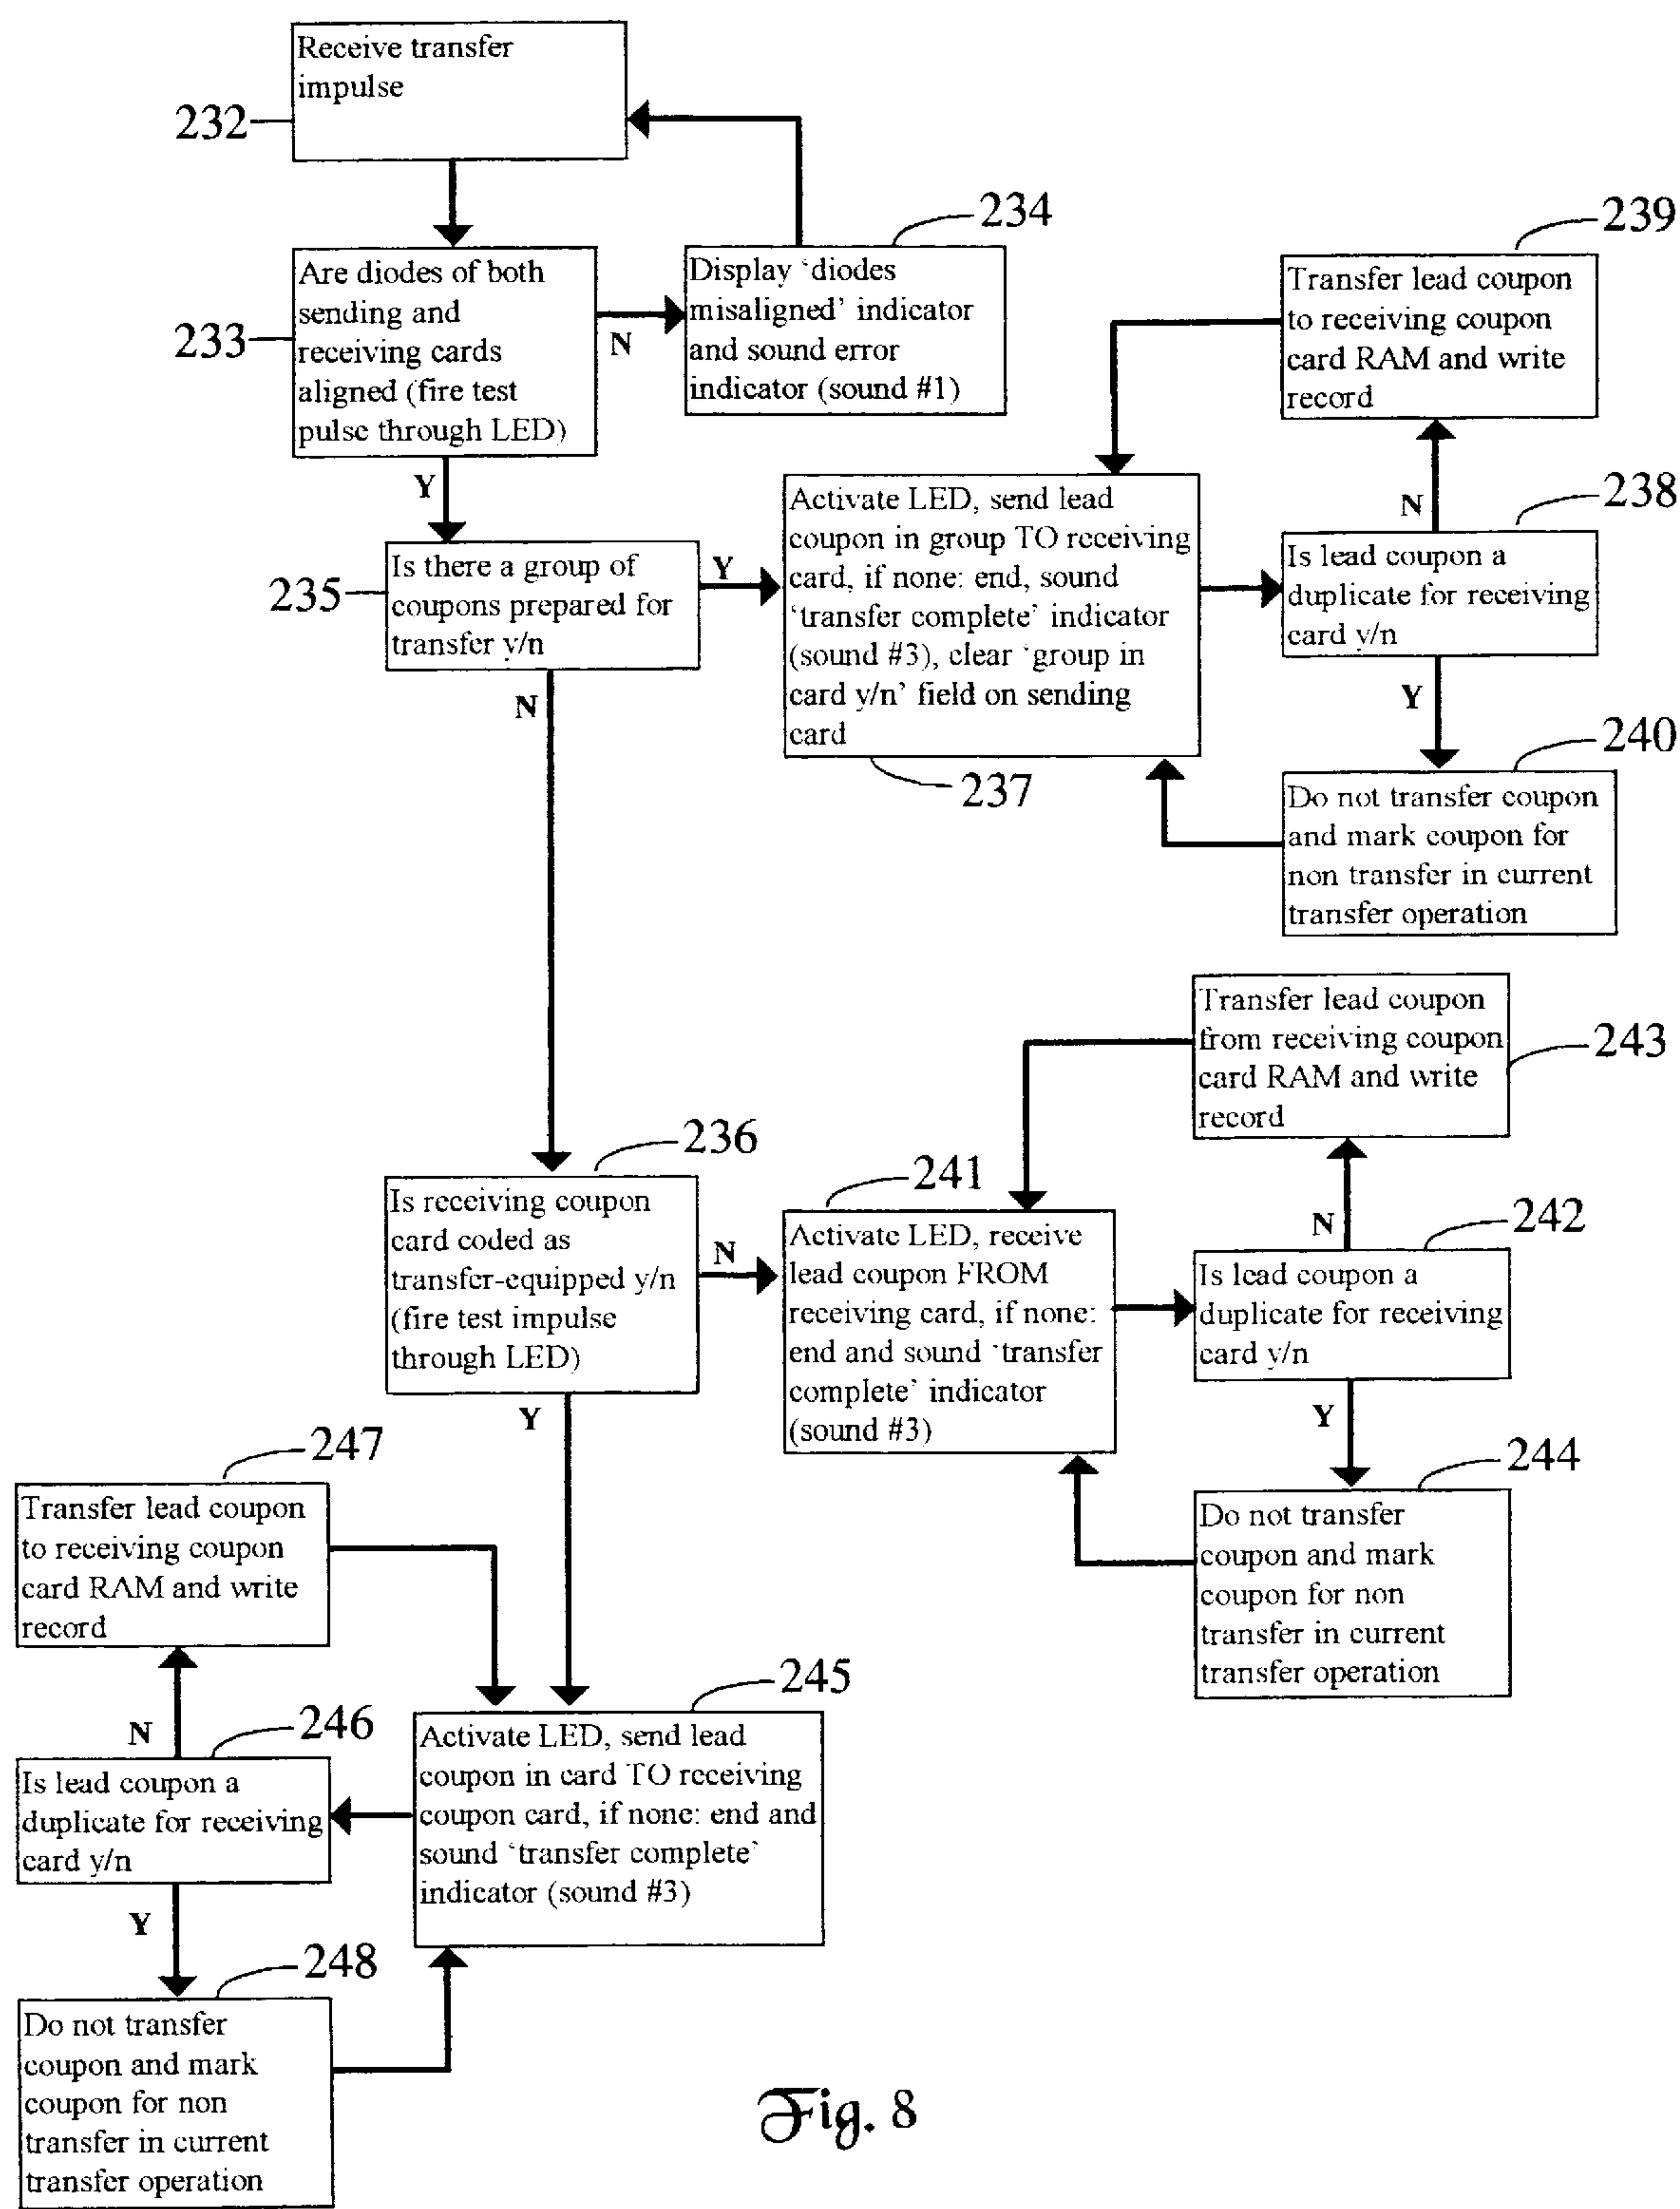 Receive transfer
impulse
232
Are diodes of both
sending and
receiving cards
aligned (fire test
pulse through LED)
233
N
Y
234
Display ‘diodes
misaligned’ indicator
and sound error
indicator (sound #1)
239
Transfer lead coupon
to receiving coupon
card RAM and write
record
235
Is there a group of
coupons prepared for
transfer y/n
Y
N
Activate LED, send lead
coupon in group TO receiving
card, if none: end, sound
‘transfer complete’ indicator
(sound #3), clear ‘group in
card y/n’ field on sending
card
237
N
238
Is lead coupon a
duplicate for receiving
card y/n
Y
240
Do not transfer coupon
and mark coupon for
non transfer in current
transfer operation
236
Is receiving coupon
card coded as
transfer-equipped y/n
(fire test impulse
through LED)
N
Y
241
Activate LED, receive
lead coupon FROM
receiving card, if none:
end and sound ‘transfer
complete’ indicator
(sound #3)
Transfer lead coupon
from receiving coupon
card RAM and write
record
243
N
242
Is lead coupon a
duplicate for receiving
card y/n
Y
244
Do not transfer
coupon and mark
coupon for non
transfer in current
transfer operation
247
Transfer lead coupon
to receiving coupon
card RAM and write
record
N
246
Is lead coupon a
duplicate for receiving
card y/n
Y
245
Activate LED, send lead
coupon in card TO receiving
coupon card, if none: end and
sound ‘transfer complete’
indicator (sound #3)
248
Do not transfer
coupon and mark
coupon for non
transfer in current
transfer operation
Fig. 8